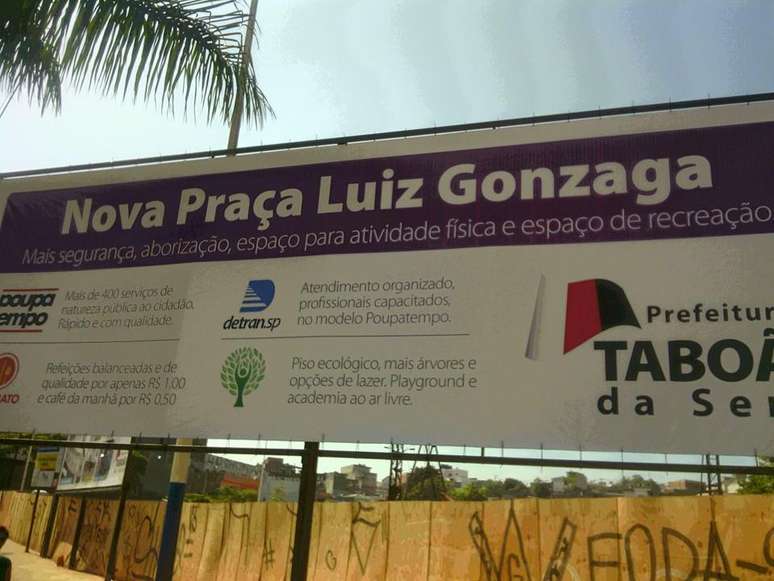 Nova Praça Luiz Gonzaga
Mais segurança, aborização, espaço para atividade física e espaço de recreação
poupa
tempo
Mais de 400 serviços de
natureza pública ao cidadão.
Rápido e com qualidade.
detran.sp
Atendimento organizado,
profissionais capacitados,
no modelo Poupatempo.
Prefeitur
TABOÃ
da Ser
BATO
Refeições balanceadas e de
qualidade por apenas R$ 1,00
e café da manhã por R$ 0,50
Piso ecológico, mais árvores e
opções de lazer. Playground e
academia ao ar livre.